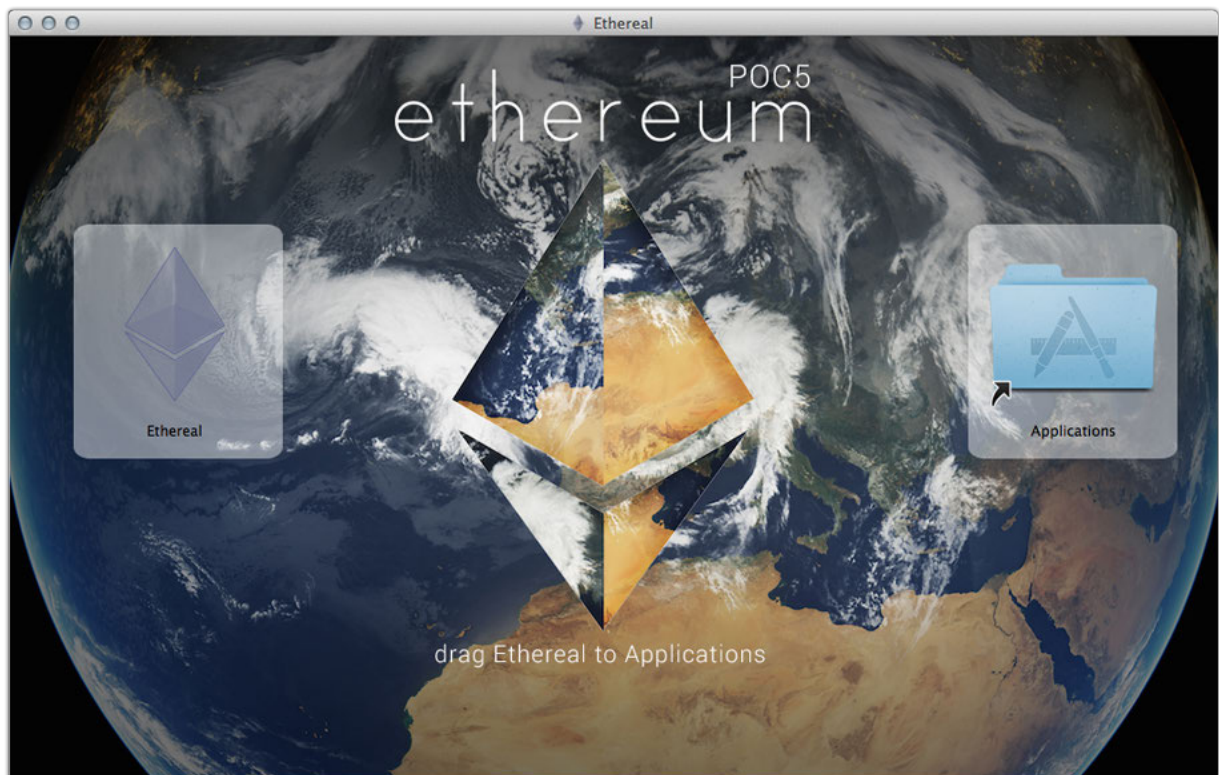 Ethereal
POC5
ethereum
Ethereal
Applications
drag Ethereal to Applications